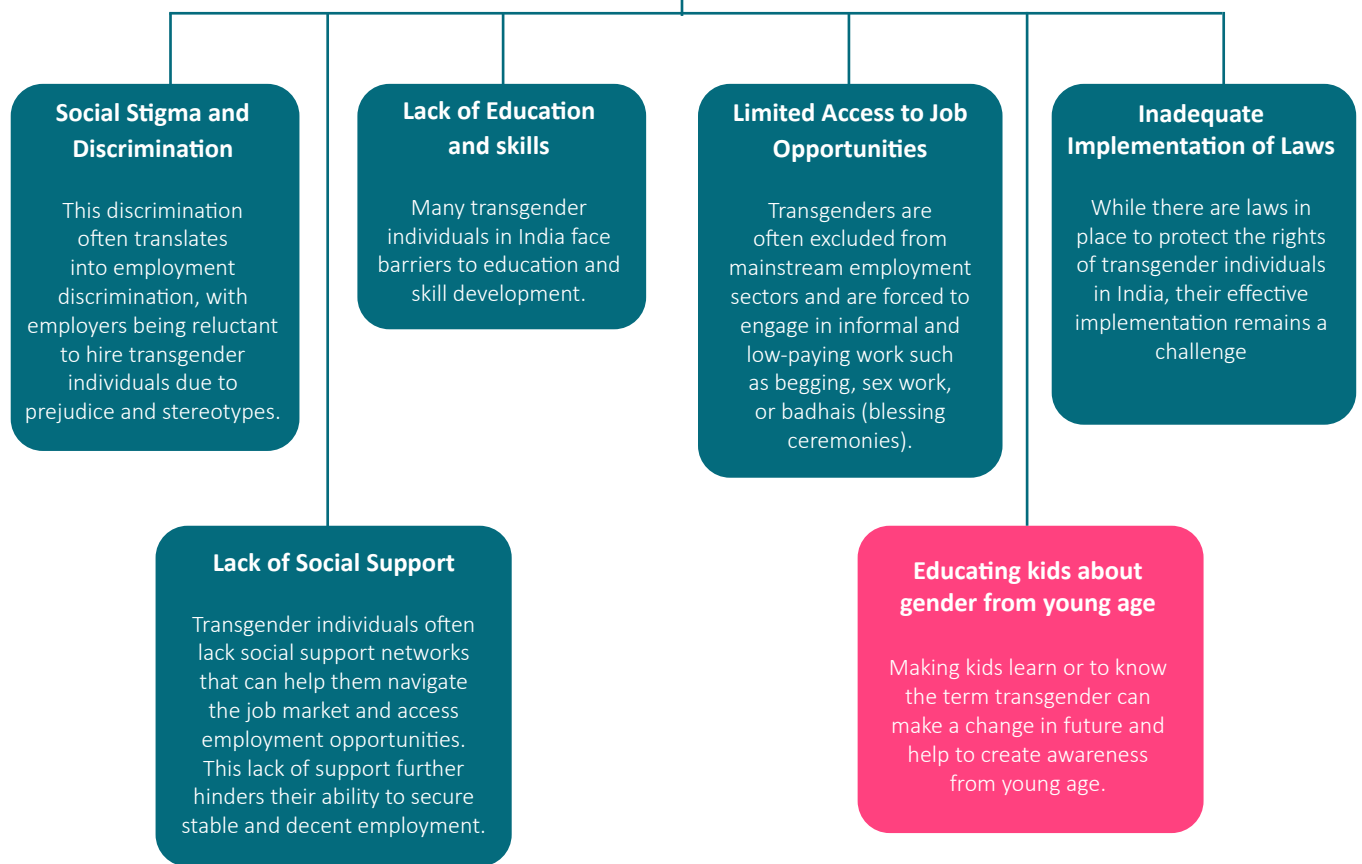 Social Stigma and
Discrimination
This discrimination
often translates
into employment
discrimination, with
employers being reluctant
to hire transgender
individuals due to
prejudice and stereotypes.
Lack of Education
and skills
Many transgender
individuals in India face
barriers to education and
skill development.
Limited Access to Job
Opportunities
Transgenders are
often excluded from
mainstream employment
sectors and are forced to
engage in informal and
low-paying work such
as begging, sex work,
or badhais (blessing
ceremonies).
Inadequate
Implementation of Laws
While there are laws in
place to protect the rights
of transgender individuals
in India, their effective
implementation remains a
challenge
Lack of Social Support
Transgender individuals often
lack social support networks
that can help them navigate
the job market and access
employment opportunities.
This lack of support further
hinders their ability to secure
stable and decent employment.
Educating kids about
gender from young age
Making kids learn or to know
the term transgender can
make a change in future and
help to create awareness
from young age.